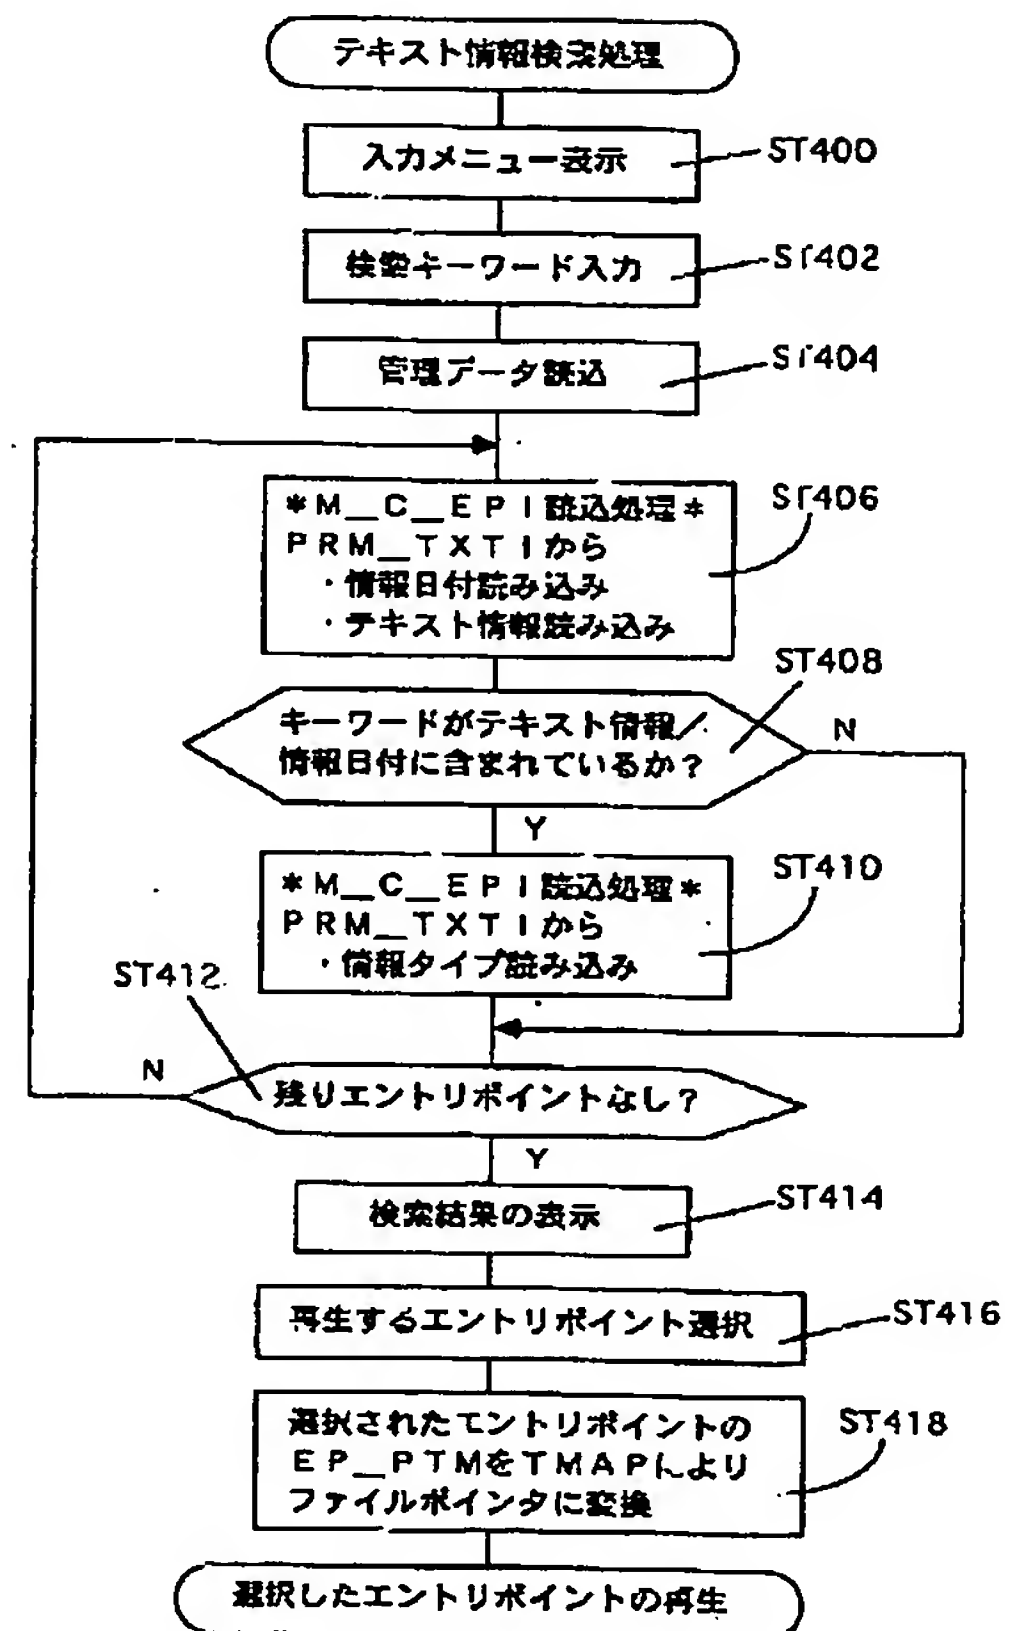 テキスト情報検索処理
入力メニュー表示
ST400
検索キーワード入力
ST402
管理データ読込
ST404
*M_C_EPI読込処理*
PRM_TXTIから
・情報日付読み込み
・テキスト情報読み込み
ST406
ST408
キーワードがテキスト情報/
情報日付に含まれているか?
N
Y
*M_C_EPI読込処理*
PRM_TXTIから
・情報タイプ読み込み
ST410
ST412
N
残りエントリポイントなし?
Y
検索結果の表示
ST414
再生するエントリポイント選択
ST416
選択されたエントリポイントの
EP_PTMをTMAPにより
ファイルポインタに変換
ST418
選択したエントリポイントの再生